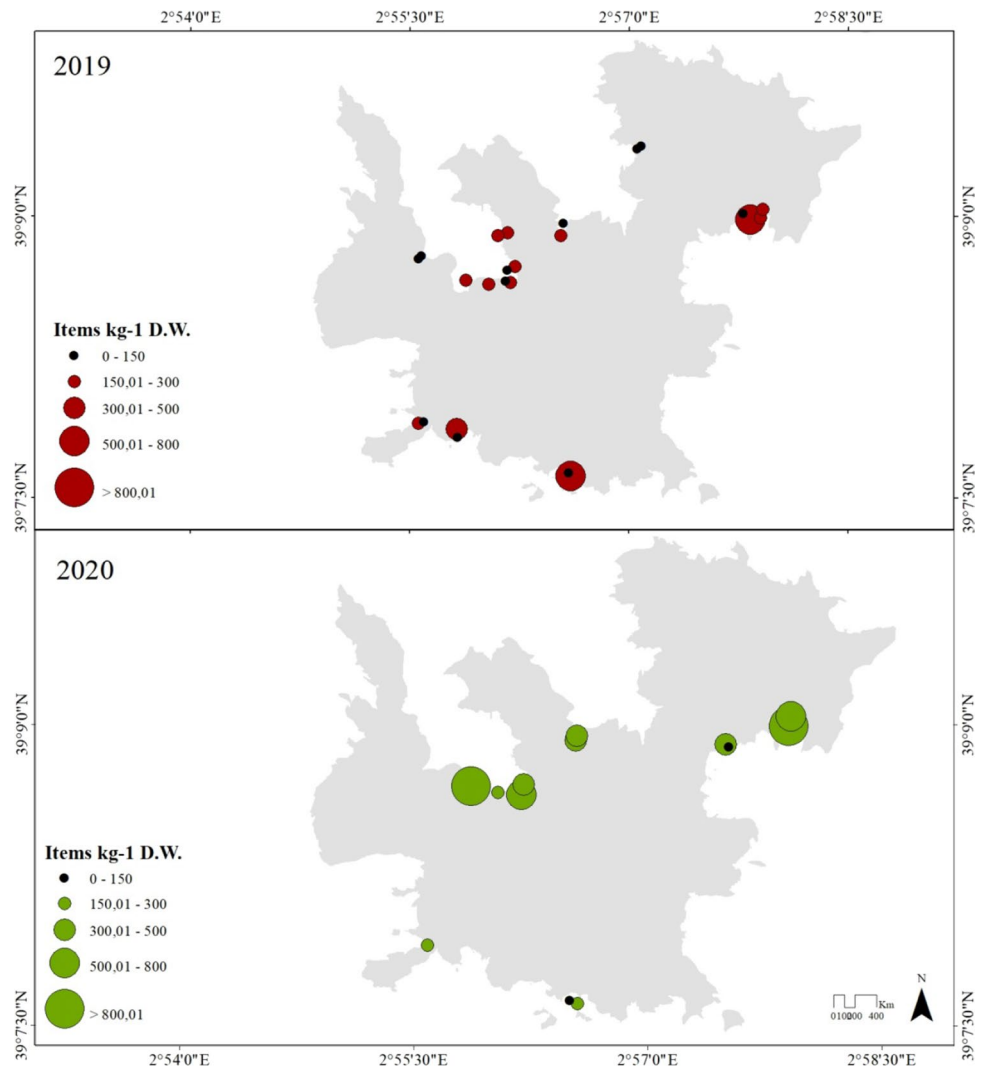 2°54'0"E 2°55'30"E 2°57'0"E 2°58'30"E
2019
39°9'0"N 39°9'0"N
Items kg-1 D.W.
0 - 150
150,01 - 300
300,01 - 500
500,01 - 800
> 800,01
39°7'30"N 39°7'30"N
2020
39°9'0"N 39°9'0"N
Items kg-1 D.W.
0 - 150
150,01 - 300
300,01 - 500
500,01 - 800
> 800,01
N
Km
400
39°7'30"N 39°7'30"N
2°54'0"E 2°55'30"E 2°57'0"E 2°58'30"E